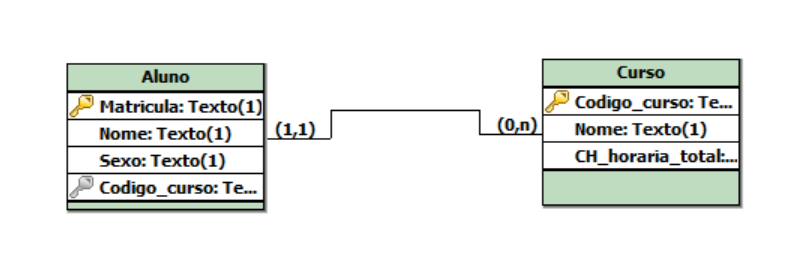 Aluno
Matricula: Texto(1)
Nome: Texto(1)
Sexo: Texto(1)
Codigo_curso: Te...
(1,1)
(0,n)
Curso
Codigo_curso: Te...
Nome: Texto(1)
CH_horaria_total:...